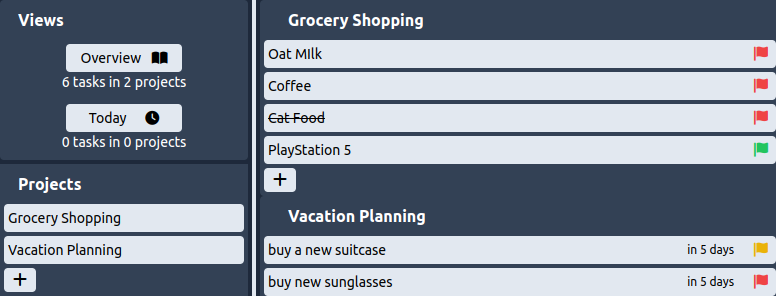 Views
Overview
6 tasks in 2 projects
Today
0 tasks in 0 projects
Projects
Grocery Shopping
Vacation Planning
+
Grocery Shopping
Oat MIlk
Coffee
Cat Food
PlayStation 5
+
Vacation Planning
buy a new suitcase in 5 days
buy new sunglasses in 5 days